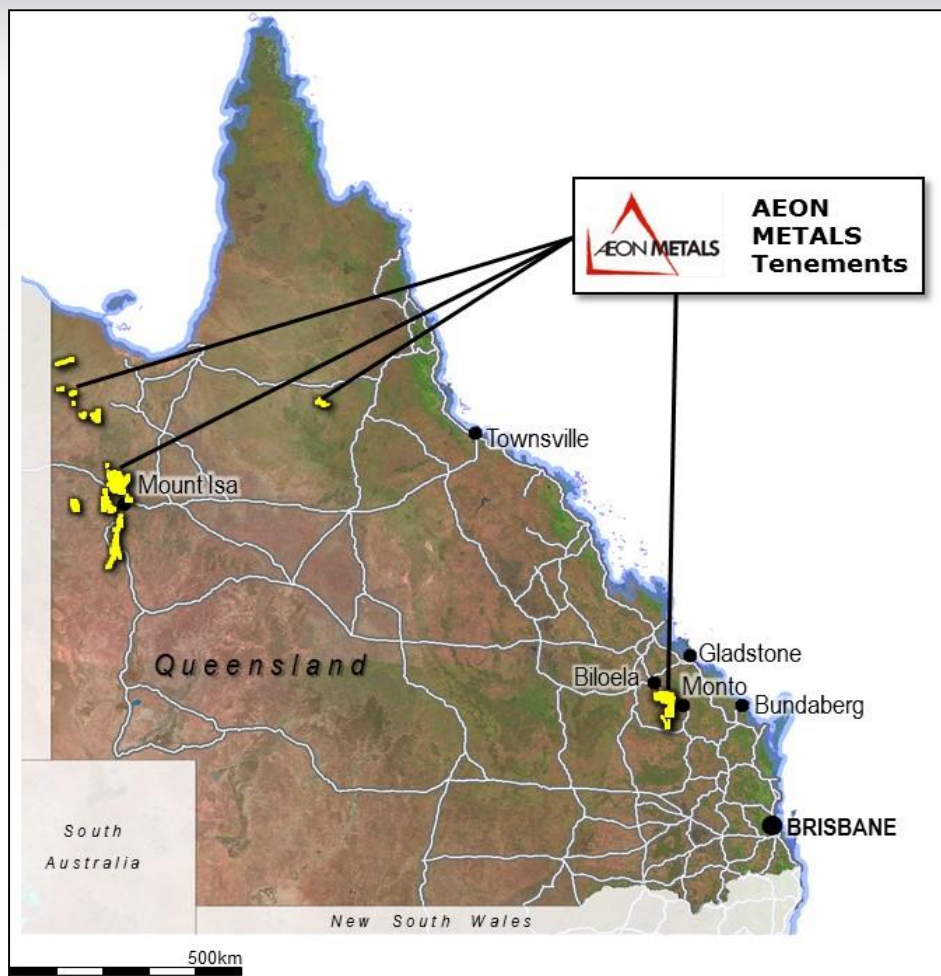 AEON METALS
AEON
METALS
Tenements
Townsville
Mount Isa
Queensland
Gladstone
Biloela
Monto
Bundaberg
BRISBANE
South
Australia
New South Wales
500km